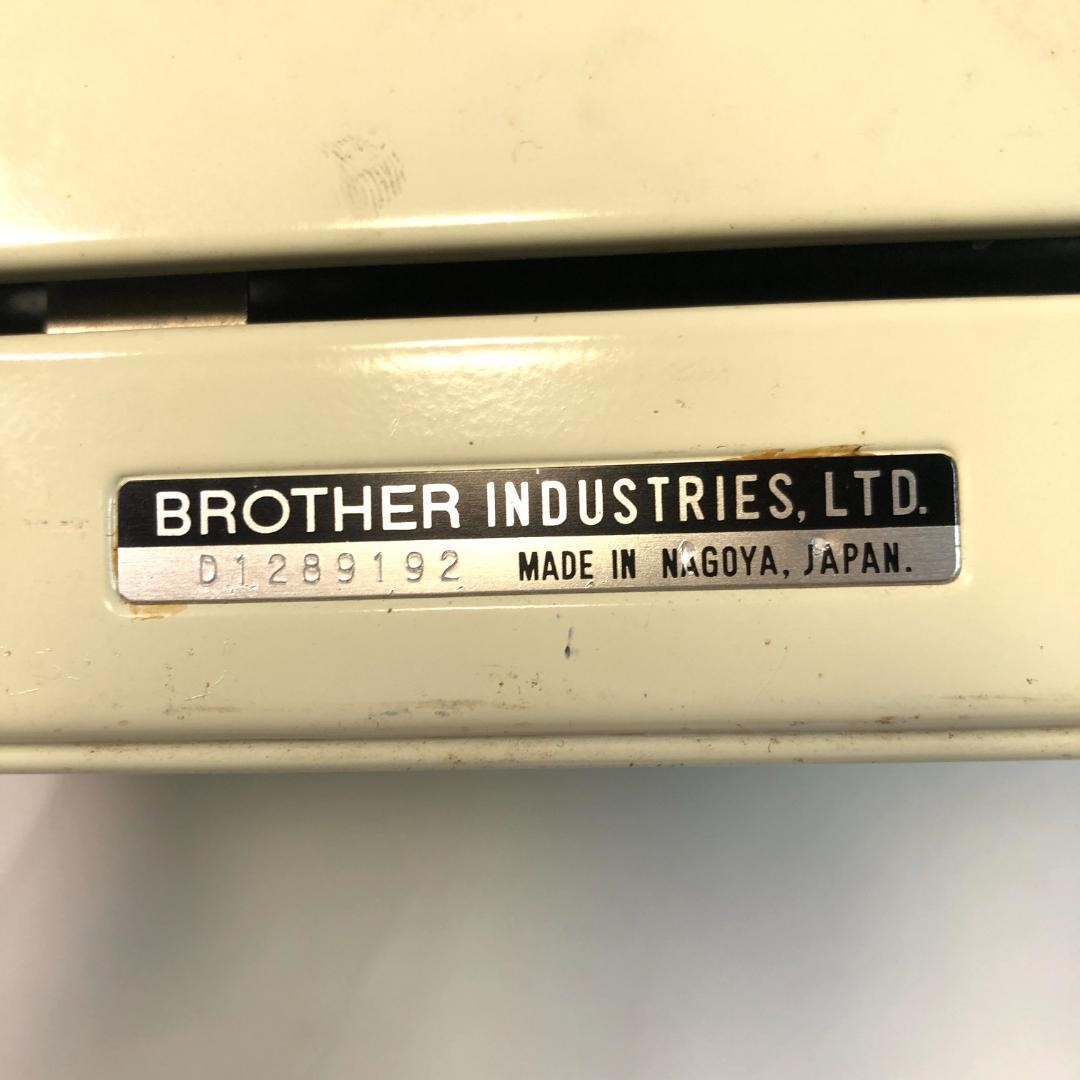 BROTHER INDUSTRIES, LTD.
D1289192 MADE IN NAGOYA, JAPAN.